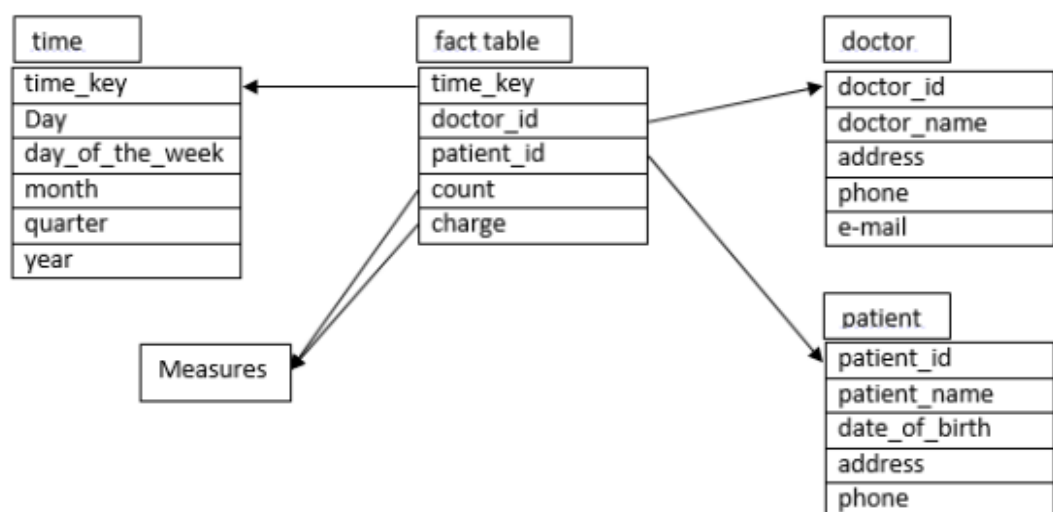 time
time_key
Day
day_of_the_week
month
quarter
year
fact table
time_key
doctor_id
patient_id
count
charge
Measures
doctor
doctor_id
doctor_name
address
phone
e-mail
patient
patient_id
patient_name
date_of_birth
address
phone